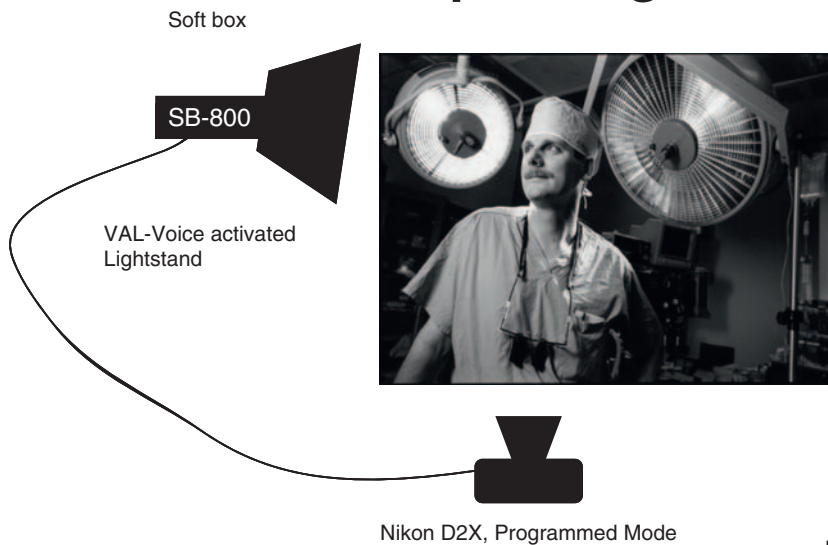 Soft box
SB-800
VAL-Voice activated
Lightstand
Nikon D2X, Programmed Mode